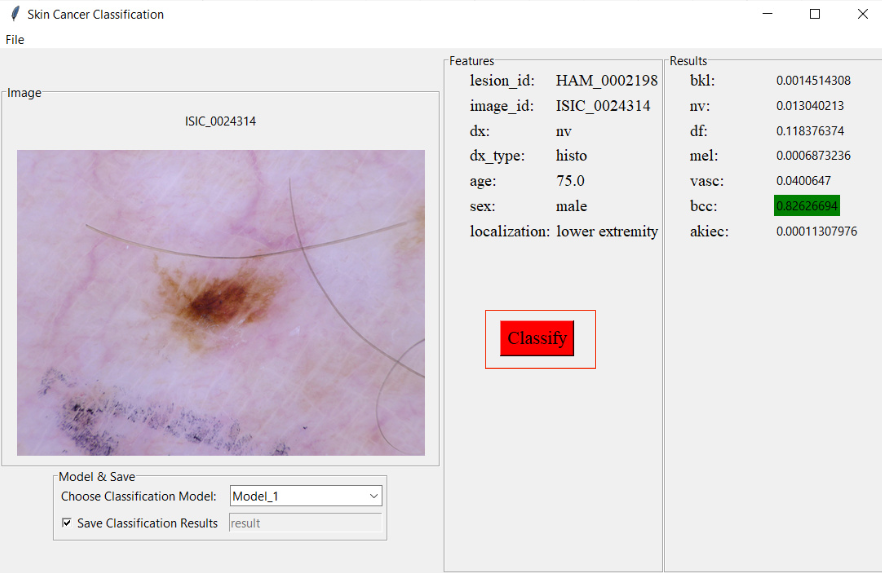 Skin Cancer Classification
File
Image
ISIC_0024314
Model & Save
Choose Classification Model: Model_1
Save Classification Results result
Features
lesion_id: HAM_0002198
image_id: ISIC_0024314
dx: nv
dx_type: histo
age: 75.0
sex: male
localization: lower extremity
Classify
Results
bkl: 0.0014514308
nv: 0.013040213
df: 0.118376374
mel: 0.0006873236
vasc: 0.0400647
bcc: 0.82626694
akiec: 0.00011307976